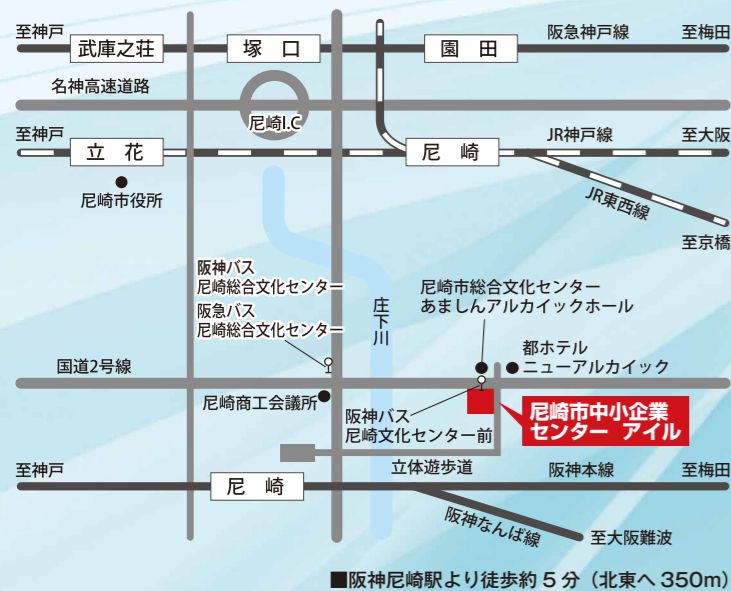 至神戸
武庫之荘
塚 口
園 田
阪急神戸線
至梅田
名神高速道路
尼崎I.C
至神戸
立 花
尼 崎
JR神戸線
至大阪
尼崎市役所
JR東西線
至京橋
阪神バス
尼崎総合文化センター
阪急バス
尼崎総合文化センター
庄下川
尼崎市総合文化センター
あましんアルカイックホール
都ホテル
ニューアルカイック
国道2号線
尼崎商工会議所
阪神バス
尼崎文化センター前
尼崎市中小企業
センター アイル
立体遊歩道
至神戸
尼 崎
阪神本線
至梅田
阪神なんば線
至大阪難波
■阪神尼崎駅より徒歩約 5 分（北東へ 350m）